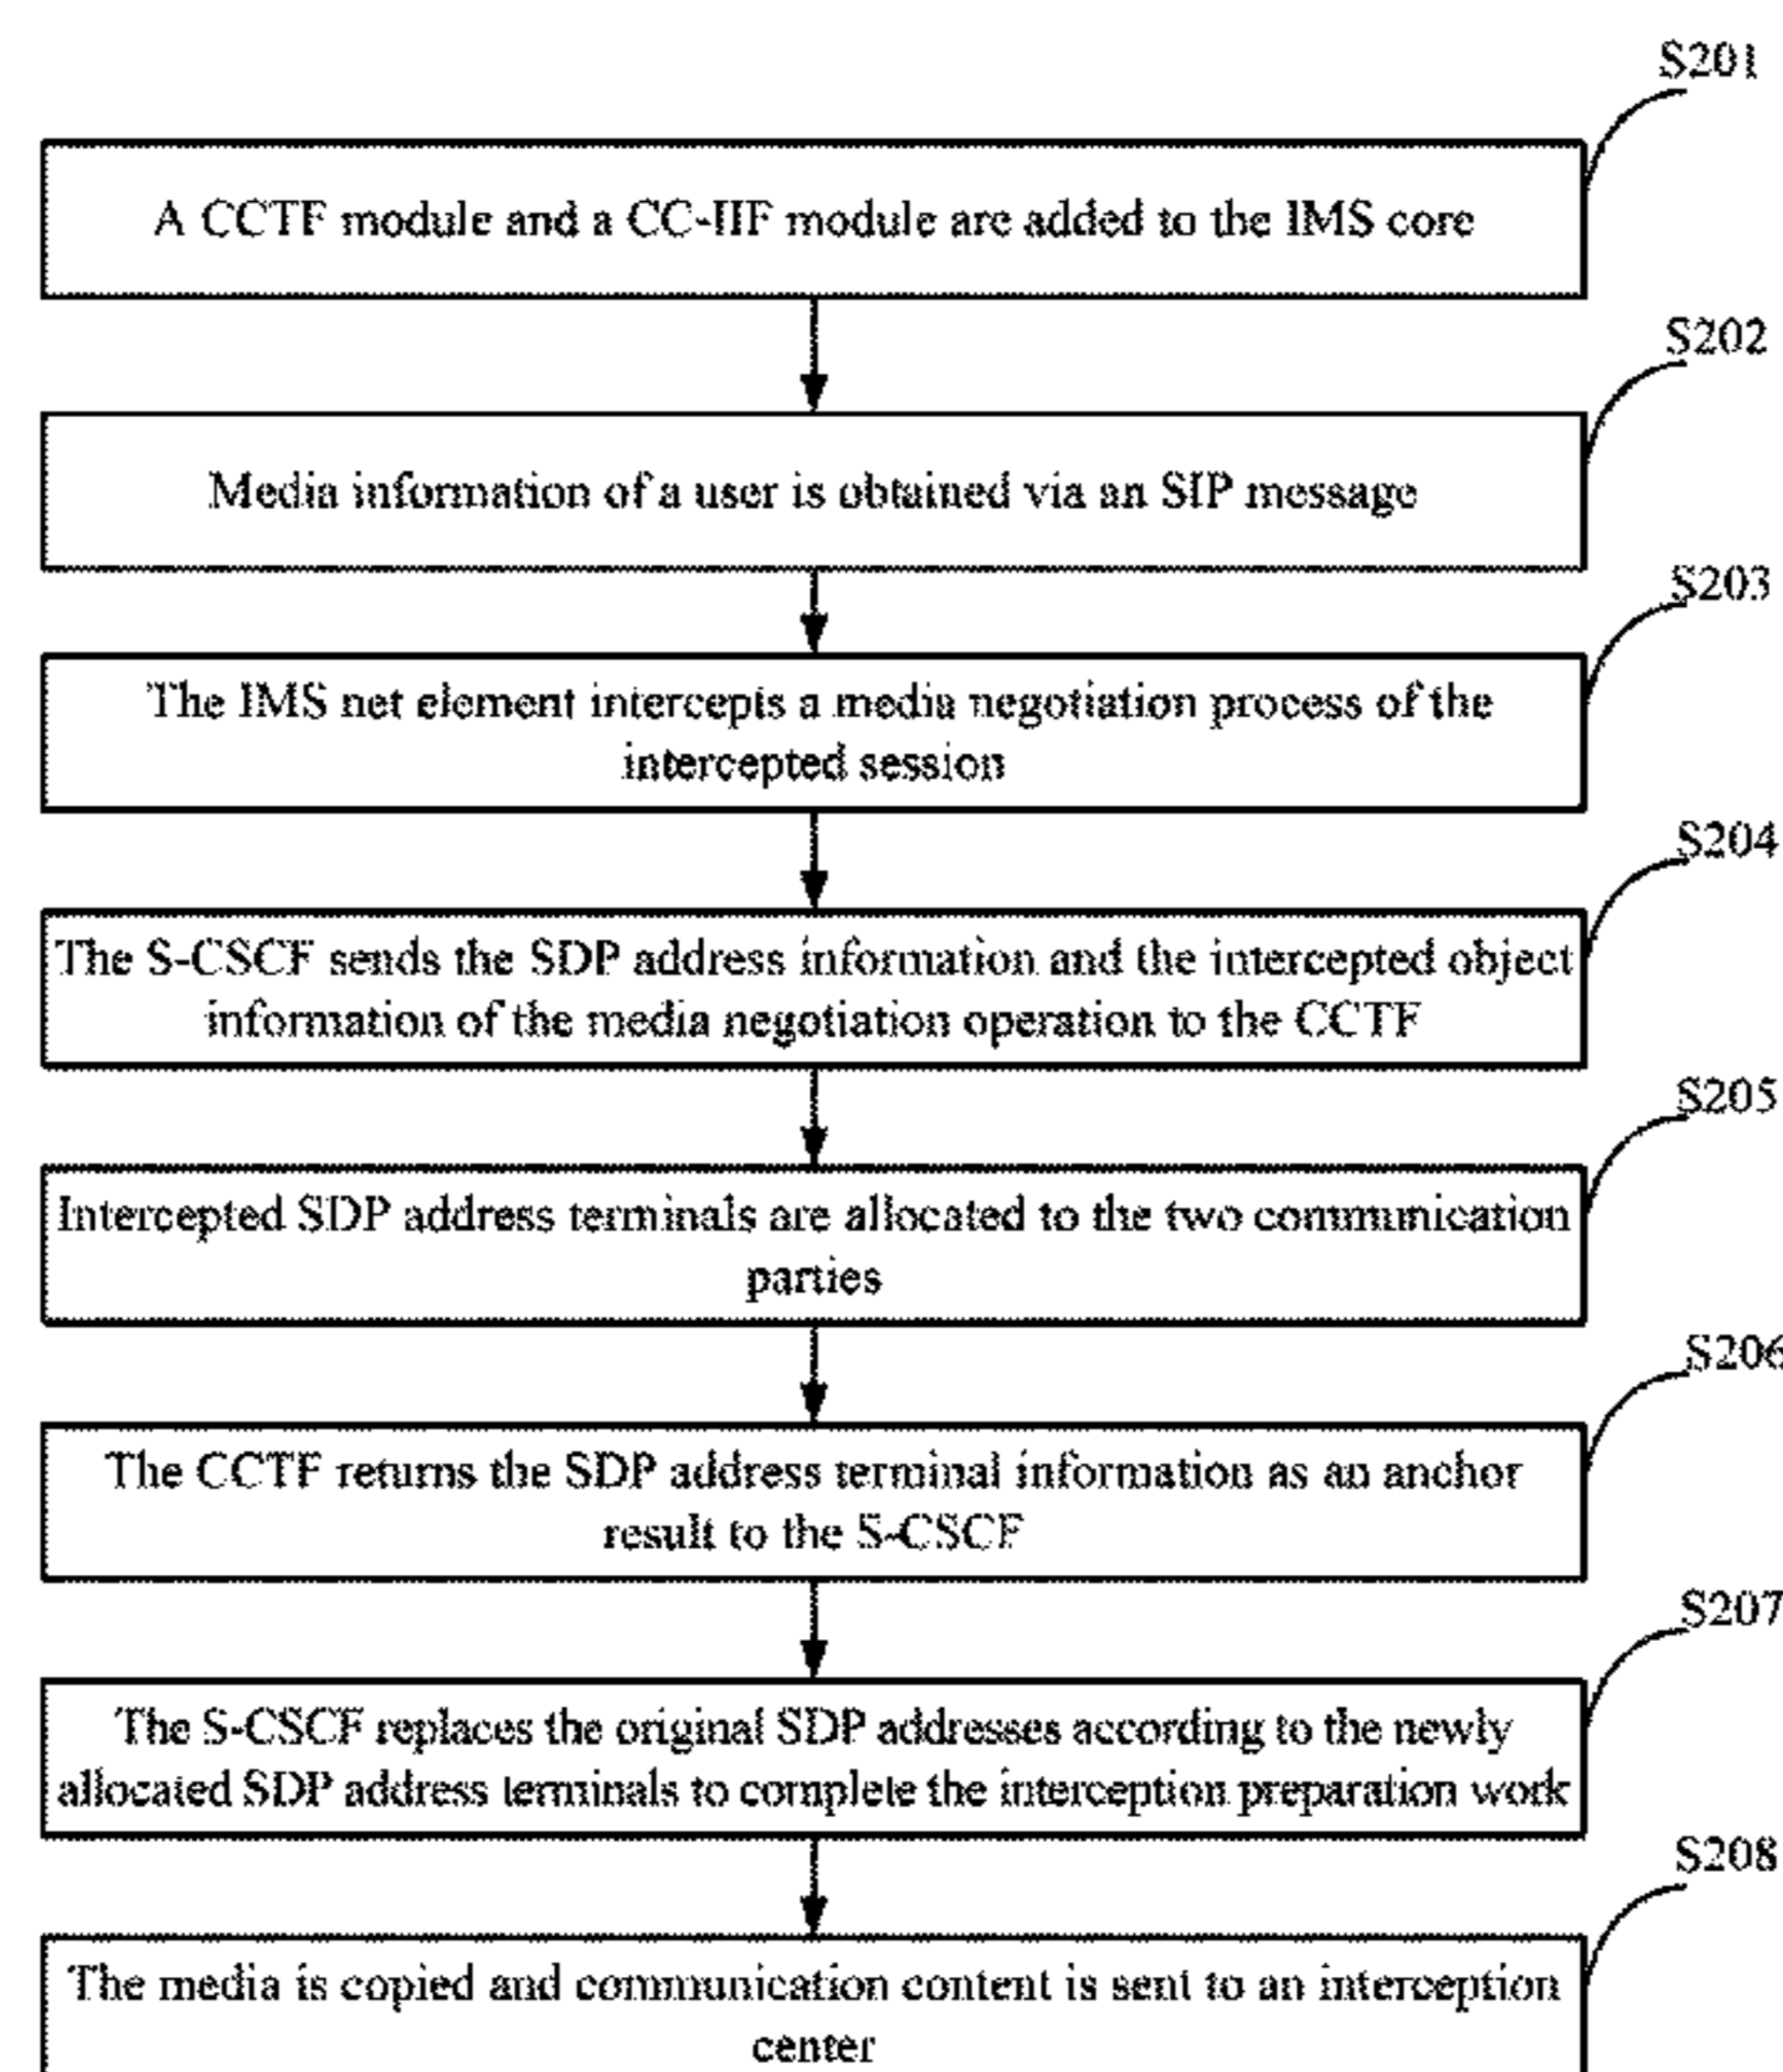 S201
A CCTF module and a CC-IIF module are added to the IMS core
S202
Media information of a user is obtained via an SIP message
S203
The IMS net element intercepts a media negotiation process of the
intercepted session
S204
The S-CSCF sends the SDP address information and the intercepted object
information of the media negotiation operation to the CCTF
S205
Intercepted SDP address terminals are allocated to the two communication
parties
S206
The CCTF returns the SDP address terminal information as an anchor
result to the S-CSCF
S207
The S-CSCF replaces the original SDP addresses according to the newly
allocated SDP address terminals to complete the interception preparation work
S208
The media is copied and communication content is sent to an interception
center